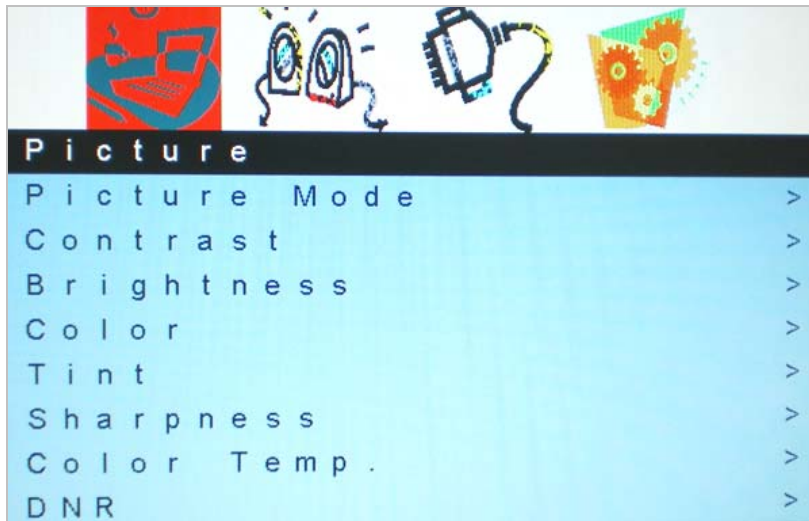 Picture
Picture Mode >
Contrast >
Brightness >
Color >
Tint >
Sharpness >
Color Temp. >
DNR >